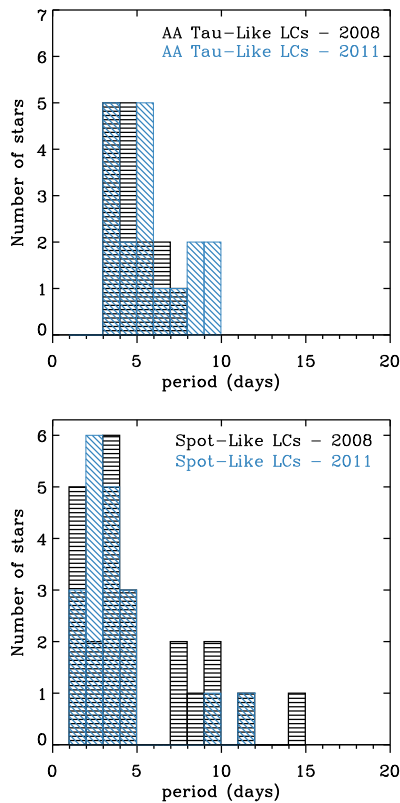 7
AA Tau-Like LCs - 2008
AA Tau-Like LCs - 2011
6
5
4
3
2
1
0
Number of stars
0 5 10 15 20
period (days)
6
Spot-Like LCs - 2008
Spot-Like LCs - 2011
5
4
3
2
1
0
Number of stars
0 5 10 15 20
period (days)